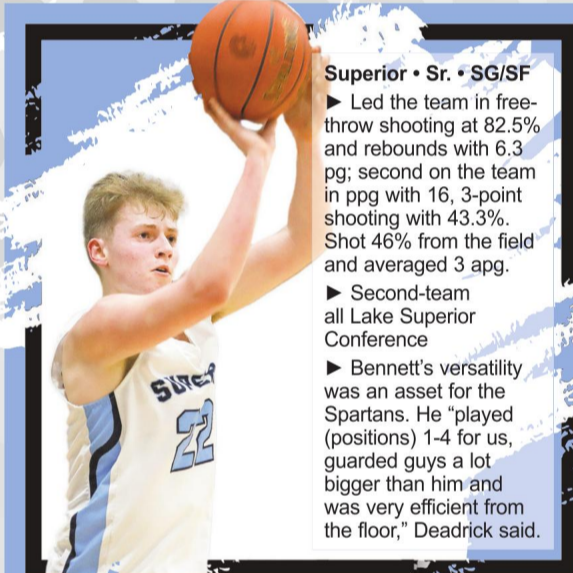 Superior • Sr. • SG/SF
► Led the team in free-
throw shooting at 82.5%
and rebounds with 6.3
pg; second on the team
in ppg with 16, 3-point
shooting with 43.3%.
Shot 46% from the field
and averaged 3 apg.
► Second-team
all Lake Superior
Conference
► Bennett’s versatility
was an asset for the
Spartans. He “played
(positions) 1-4 for us,
guarded guys a lot
bigger than him and
was very efficient from
the floor,” Deadrick said.
22